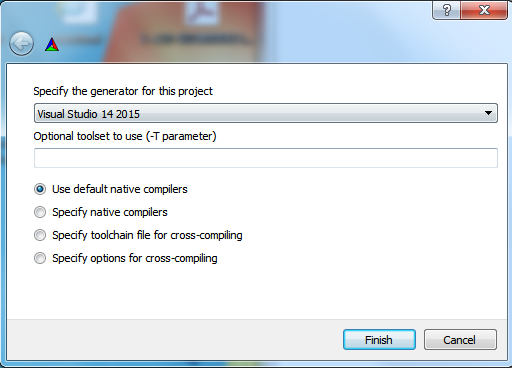 Specify the generator for this project
Visual Studio 14 2015
Optional toolset to use (-T parameter)
Use default native compilers
Specify native compilers
Specify toolchain file for cross-compiling
Specify options for cross-compiling
Finish
Cancel